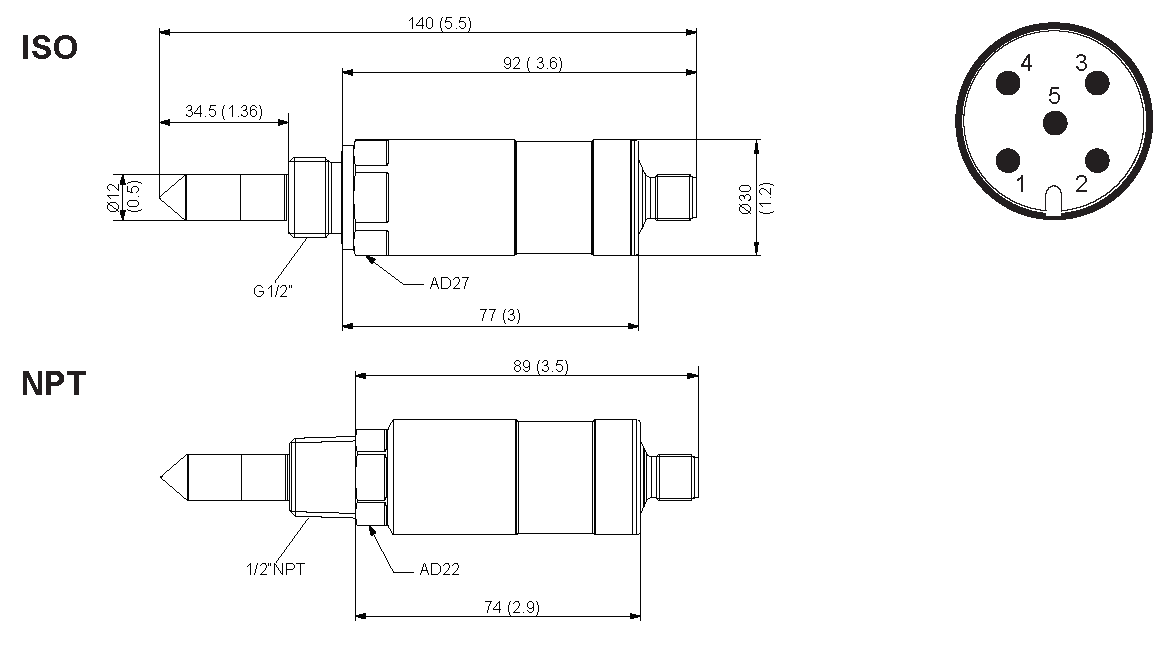 ISO
140 (5.5)
92 ( 3.6)
34.5 (1.36)
Ø12
(0.5)
Ø30
(1.2)
G1/2"
AD27
77 (3)
4 3
5
1 2
NPT
89 (3.5)
1/2"NPT
AD22
74 (2.9)